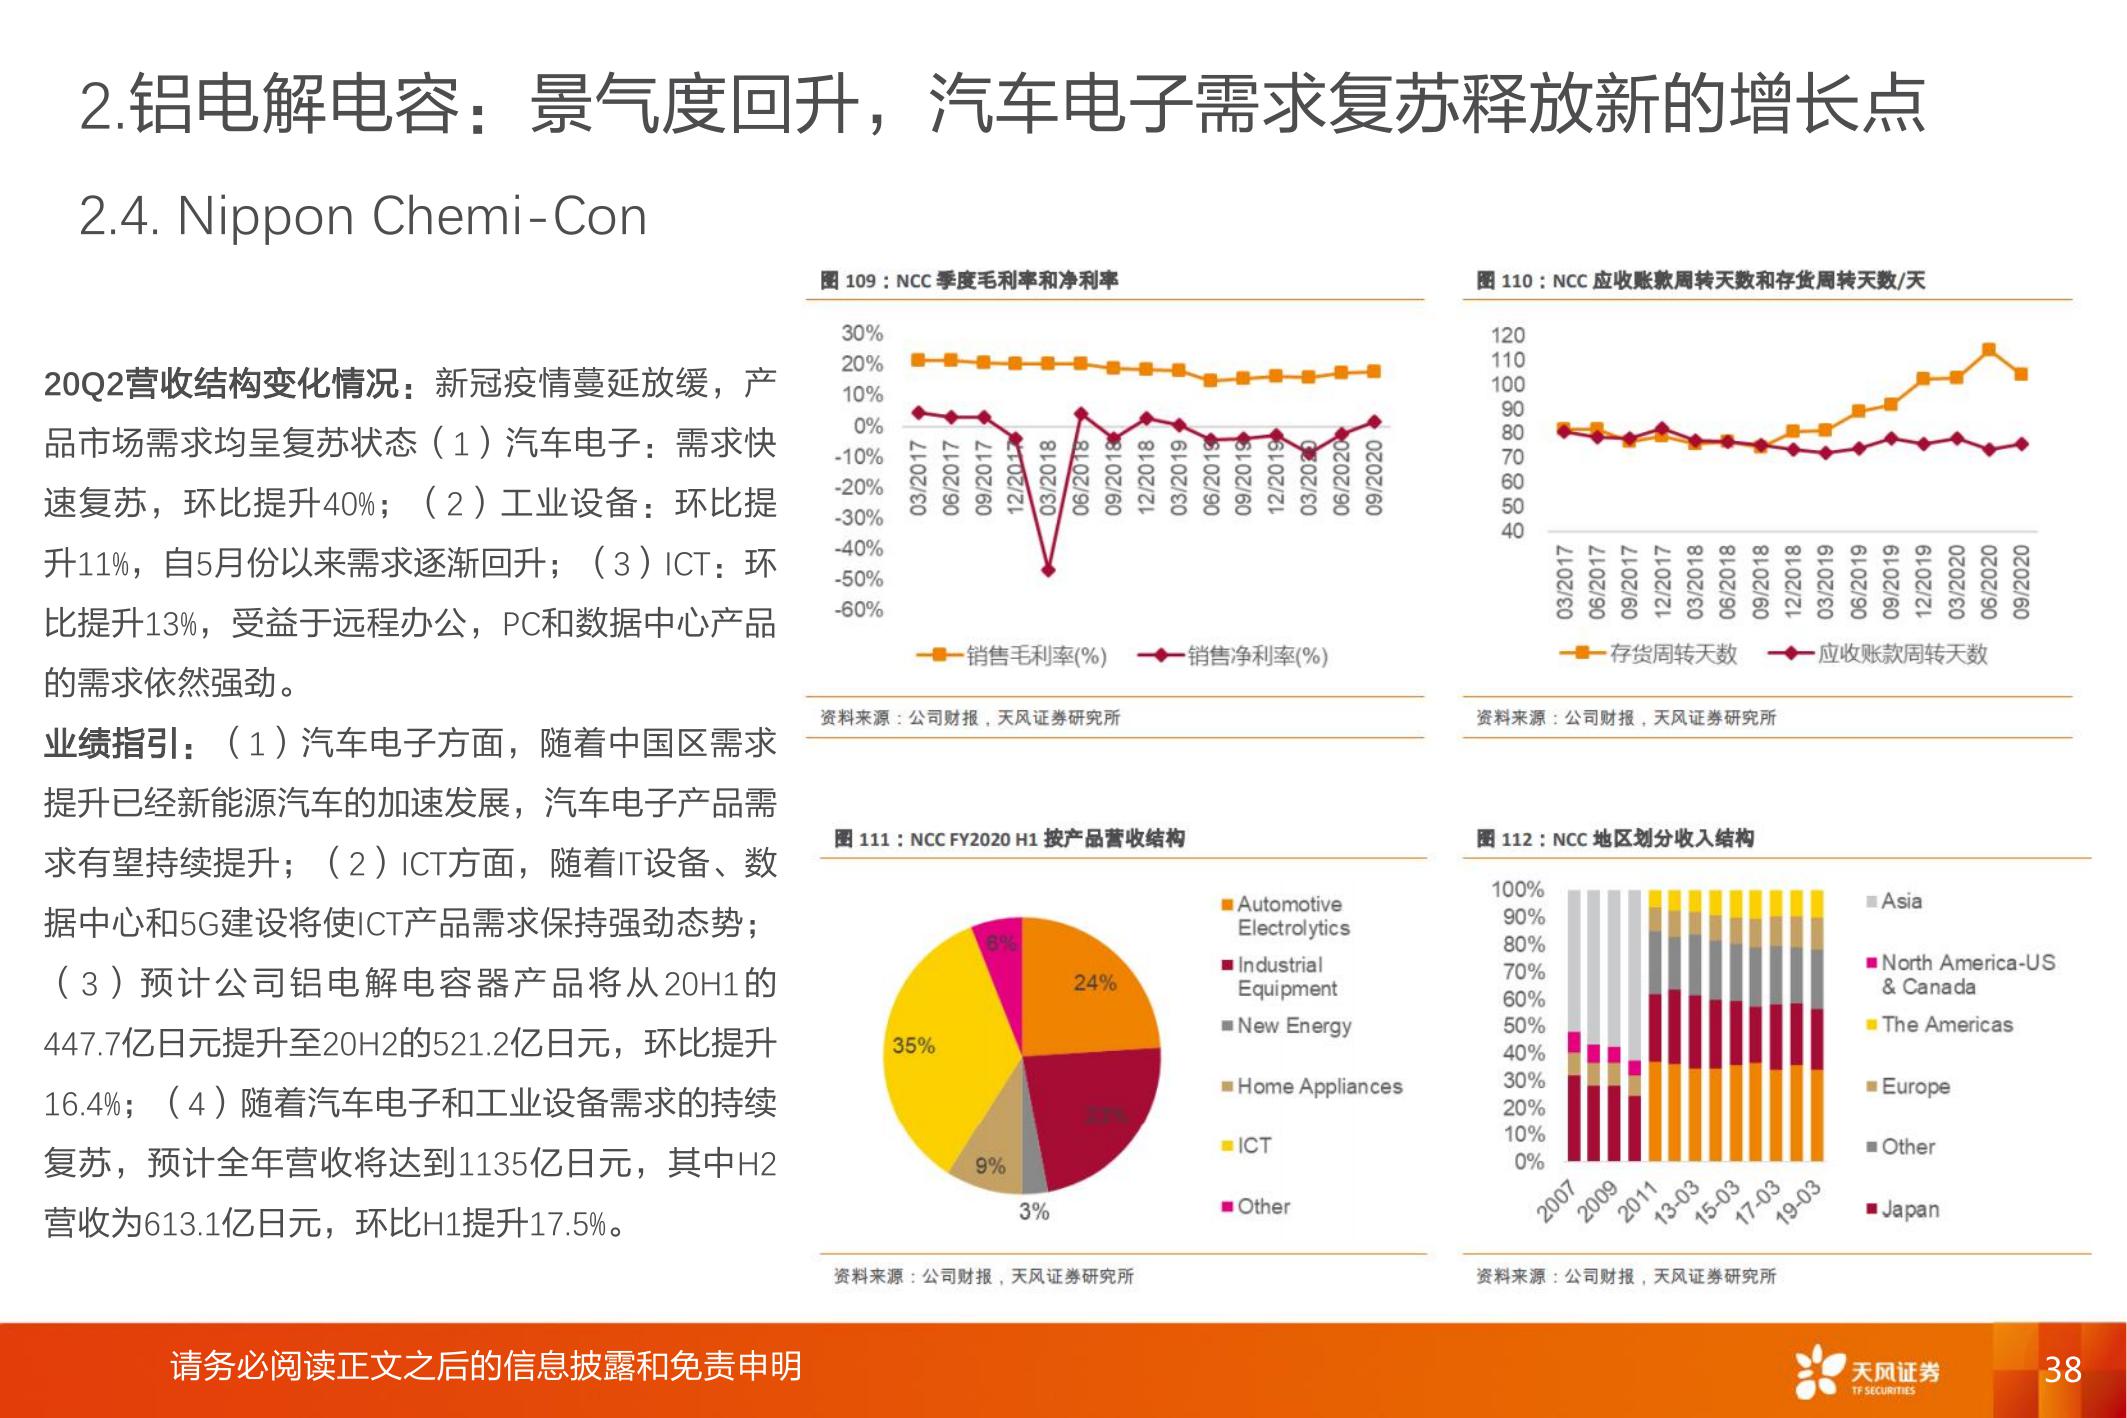 2.铝电解电容：景气度回升，汽车电子需求复苏释放新的增长点
2.4. Nippon Chemi-Con
20Q2营收结构变化情况：新冠疫情蔓延放缓，产
品市场需求均呈复苏状态（1）汽车电子：需求快
速复苏，环比提升40%；（2）工业设备：环比提
升11%，自5月份以来需求逐渐回升；（3）ICT：环
比提升13%，受益于远程办公，PC和数据中心产品
的需求依然强劲。
业绩指引：（1）汽车电子方面，随着中国区需求
提升已经新能源汽车的加速发展，汽车电子产品需
求有望持续提升；（2）ICT方面，随着IT设备、数
据中心和5G建设将使ICT产品需求保持强劲态势；
（3）预计公司铝电解电容器产品将从20H1的
447.7亿日元提升至20H2的521.2亿日元，环比提升
16.4%；（4）随着汽车电子和工业设备需求的持续
复苏，预计全年营收将达到1135亿日元，其中H2
营收为613.1亿日元，环比H1提升17.5%。
图 109：NCC 季度毛利率和净利率
30%
20%
10%
0%
-10%
-20%
-30%
-40%
-50%
-60%
03/2017
06/2017
09/2017
12/2017
03/2018
06/2018
09/2018
12/2018
03/2019
06/2019
09/2019
12/2019
03/2020
06/2020
09/2020
销售毛利率(%)
销售净利率(%)
资料来源：公司财报，天风证券研究所
图 110：NCC 应收账款周转天数和存货周转天数/天
120
110
100
90
80
70
60
50
40
03/2017
06/2017
09/2017
12/2017
03/2018
06/2018
09/2018
12/2018
03/2019
06/2019
09/2019
12/2019
03/2020
06/2020
09/2020
存货周转天数
应收账款周转天数
资料来源：公司财报，天风证券研究所
图 111：NCC FY2020 H1 按产品营收结构
6%
24%
35%
23%
9%
3%
Automotive
Electrolytics
Industrial
Equipment
New Energy
Home Appliances
ICT
Other
资料来源：公司财报，天风证券研究所
图 112：NCC 地区划分收入结构
100%
90%
80%
70%
60%
50%
40%
30%
20%
10%
0%
2007
2009
2011
13-03
15-03
17-03
19-03
Asia
North America-US
& Canada
The Americas
Europe
Other
Japan
资料来源：公司财报，天风证券研究所
请务必阅读正文之后的信息披露和免责申明
天风证券
TF SECURITIES
38